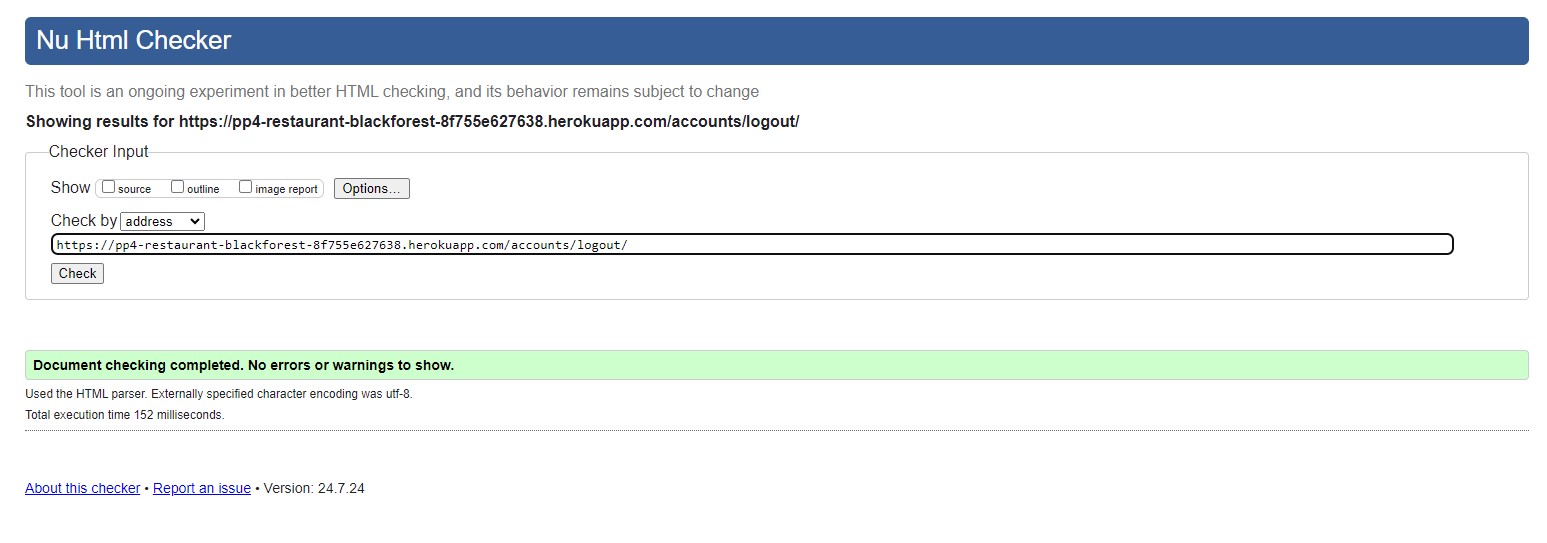 Nu Html Checker
This tool is an ongoing experiment in better HTML checking, and its behavior remains subject to change
Showing results for https://pp4-restaurant-blackforest-8f755e627638.herokuapp.com/accounts/logout/
Checker Input
Show source outline image report Options...
Check by address
https://pp4-restaurant-blackforest-8f755e627638.herokuapp.com/accounts/logout/
Check
Document checking completed. No errors or warnings to show.
Used the HTML parser. Externally specified character encoding was utf-8.
Total execution time 152 milliseconds.
About this checker • Report an issue • Version: 24.7.24